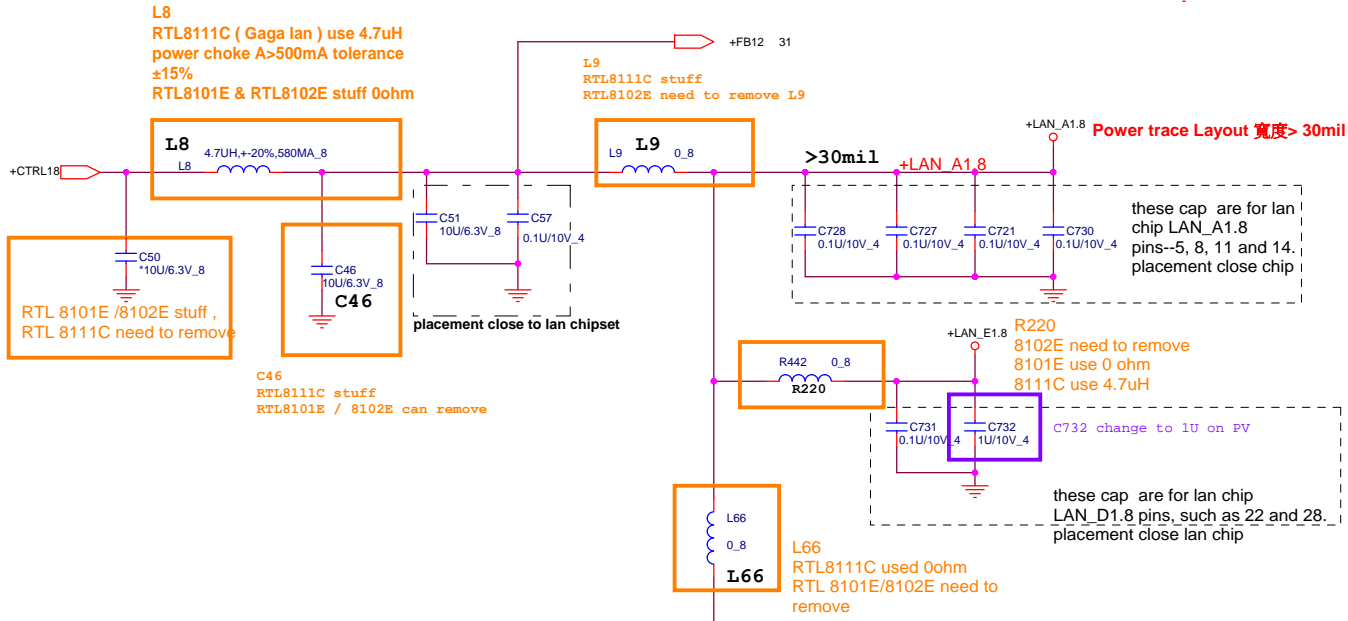 L8
RTL8111C ( Gaga lan ) use 4.7uH
power choke A>500mA tolerance
±15%
RTL8101E & RTL8102E stuff 0ohm
+FB12 31
L9
RTL8111C stuff
RTL8102E need to remove L9
+LAN_A1.8
Power trace Layout 寬度> 30mil
+CTRL18
L8
L8
4.7UH,+-20%,580MA_8
L9
L9
0_8
>30mil
+LAN_A1.8
C50
*10U/6.3V_8
RTL 8101E /8102E stuff ,
RTL 8111C need to remove
C46
10U/6.3V_8
C46
C51
10U/6.3V_8
C57
0.1U/10V_4
placement close to lan chipset
C728
0.1U/10V_4
C727
0.1U/10V_4
C721
0.1U/10V_4
C730
0.1U/10V_4
these cap are for lan
chip LAN_A1.8
pins--5, 8, 11 and 14.
placement close chip
C46
RTL8111C stuff
RTL8101E / 8102E can remove
+LAN_E1.8
R220
8102E need to remove
8101E use 0 ohm
8111C use 4.7uH
R442 0_8
R220
C731
0.1U/10V_4
C732
1U/10V_4
C732 change to 1U on PV
these cap are for lan chip
LAN_D1.8 pins, such as 22 and 28.
placement close lan chip
L66
0_8
L66
L66
RTL8111C used 0ohm
RTL 8101E/8102E need to
remove